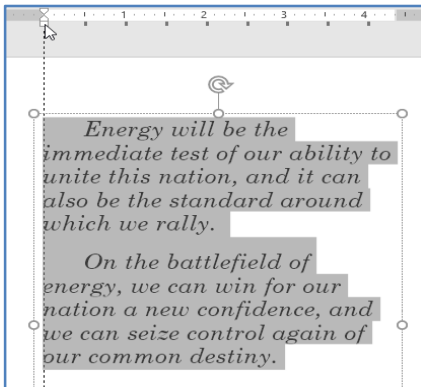 1 2 3 4
Energy will be the
immediate test of our ability to
unite this nation, and it can
also be the standard around
which we rally.
On the battlefield of
energy, we can win for our
nation a new confidence, and
we can seize control again of
our common destiny.